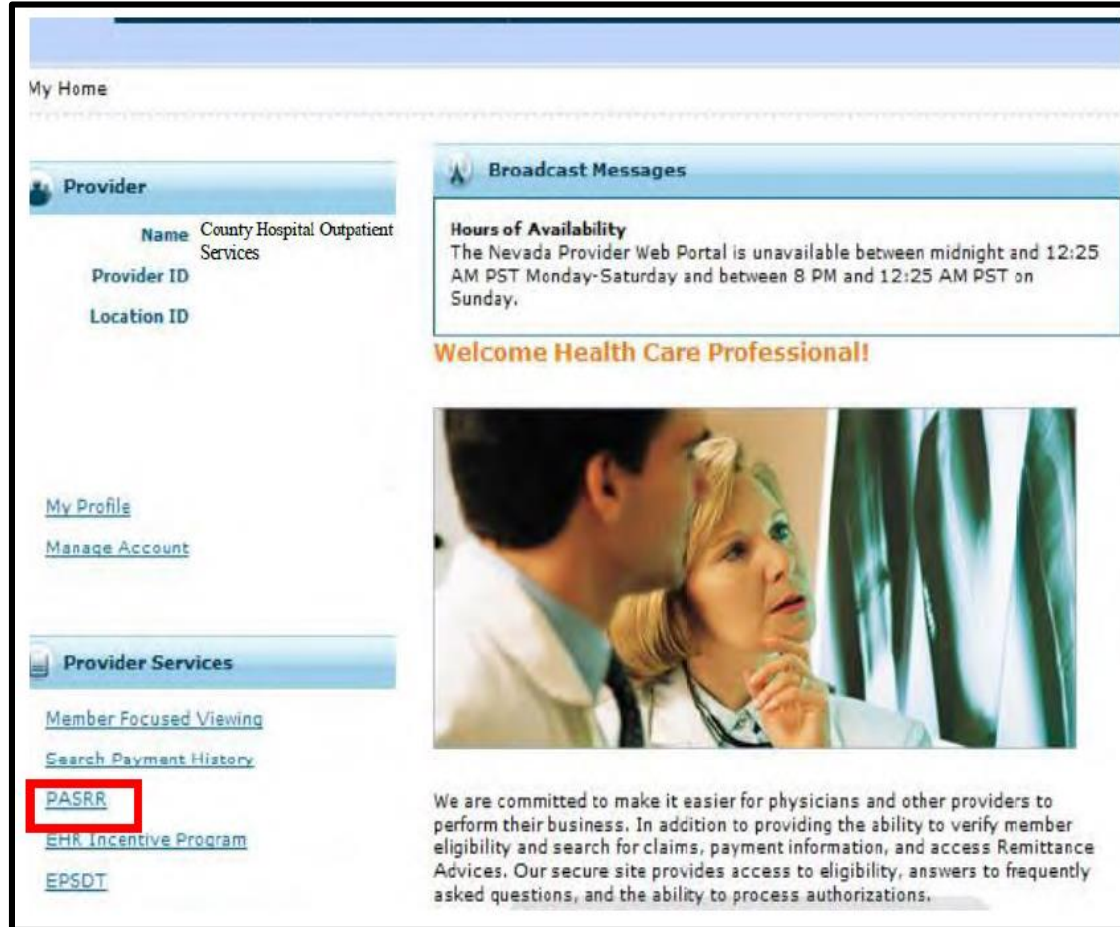 My Home
Provider
Name County Hospital Outpatient
Services
Provider ID
Location ID
My Profile
Manage Account
Provider Services
Member Focused Viewing
Search Payment History
PASRR
EHR Incentive Program
EPSDT
Broadcast Messages
Hours of Availability
The Nevada Provider Web Portal is unavailable between midnight and 12:25
AM PST Monday-Saturday and between 8 PM and 12:25 AM PST on
Sunday.
Welcome Health Care Professional!
We are committed to make it easier for physicians and other providers to
perform their business. In addition to providing the ability to verify member
eligibility and search for claims, payment information, and access Remittance
Advices. Our secure site provides access to eligibility, answers to frequently
asked questions, and the ability to process authorizations.